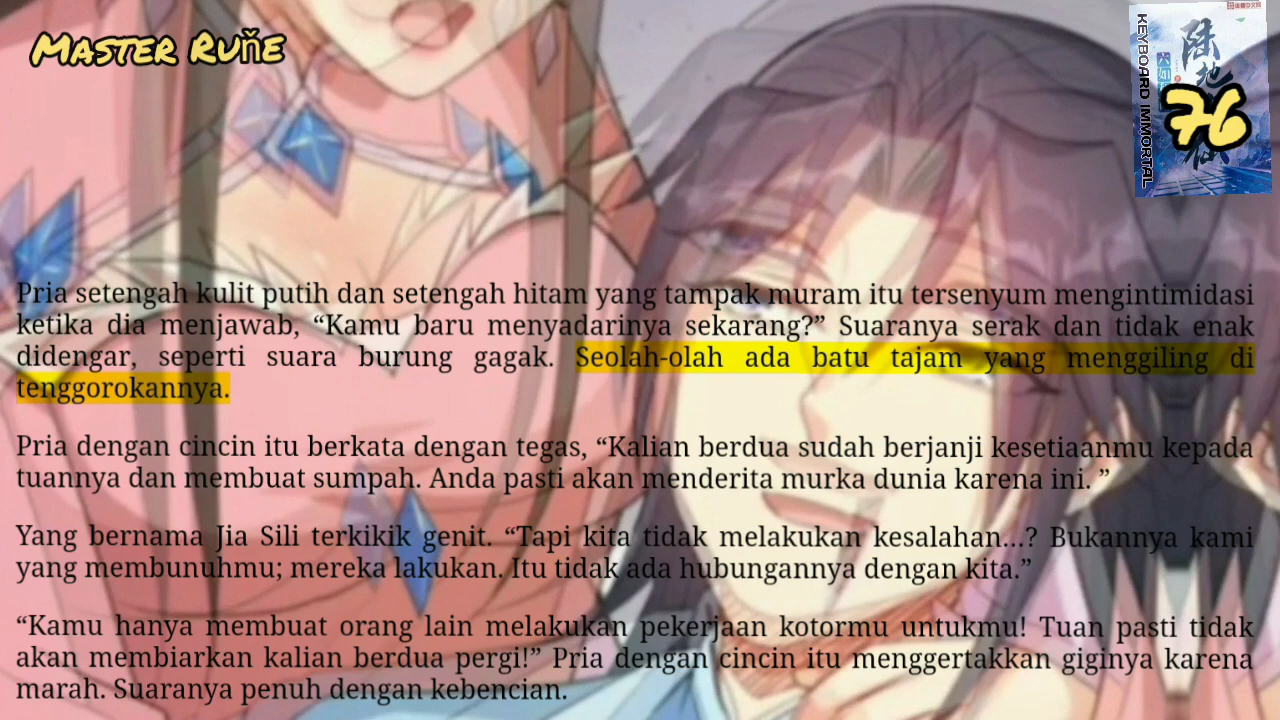 MASTER RUňE
KEYBOARD IMMORTAL
76
Pria setengah kulit putih dan setengah hitam yang tampak muram itu tersenyum mengintimidasi
ketika dia menjawab, “Kamu baru menyadarinya sekarang?” Suaranya serak dan tidak enak
didengar, seperti suara burung gagak. Seolah-olah ada batu tajam yang menggiling di
tenggorokannya.
Pria dengan cincin itu berkata dengan tegas, “Kalian berdua sudah berjanji kesetiaanmu kepada
tuannya dan membuat sumpah. Anda pasti akan menderita murka dunia karena ini. ”
Yang bernama Jia Sili terkikik genit. “Tapi kita tidak melakukan kesalahan...? Bukannya kami
yang membunuhmu; mereka lakukan. Itu tidak ada hubungannya dengan kita.”
“Kamu hanya membuat orang lain melakukan pekerjaan kotormu untukmu! Tuan pasti tidak
akan membiarkan kalian berdua pergi!” Pria dengan cincin itu menggertakkan giginya karena
marah. Suaranya penuh dengan kebencian.